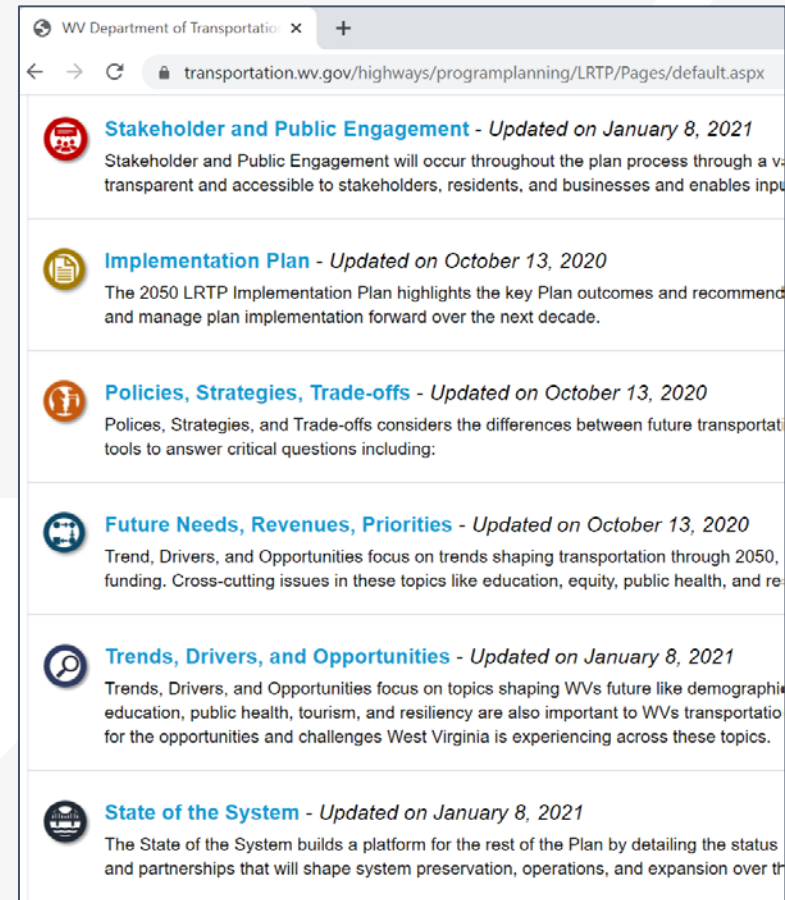 WV Department of Transportatio
transportation.wv.gov/highways/programplanning/LRTP/Pages/default.aspx
Stakeholder and Public Engagement - Updated on January 8, 2021
Stakeholder and Public Engagement will occur throughout the plan process through a
transparent and accessible to stakeholders, residents, and businesses and enables
Implementation Plan - Updated on October 13, 2020
The 2050 LRTP Implementation Plan highlights the key Plan outcomes and recommend
and manage plan implementation forward over the next decade.
Policies, Strategies, Trade-offs - Updated on October 13, 2020
Polices, Strategies, and Trade-offs considers the differences between future transportati
tools to answer critical questions including:
Future Needs, Revenues, Priorities - Updated on October 13, 2020
Trend, Drivers, and Opportunities focus on trends shaping transportation through 2050,
funding. Cross-cutting issues in these topics like education, equity, public health, and
Trends, Drivers, and Opportunities - Updated on January 8, 2021
Trends, Drivers, and Opportunities focus on topics shaping WVs future like demographi
education, public health, tourism, and resiliency are also important to WVs transportatio
for the opportunities and challenges West Virginia is experiencing across these topics.
State of the System - Updated on January 8, 2021
The State of the System builds a platform for the rest of the Plan by detailing the status
and partnerships that will shape system preservation, operations, and expansion over